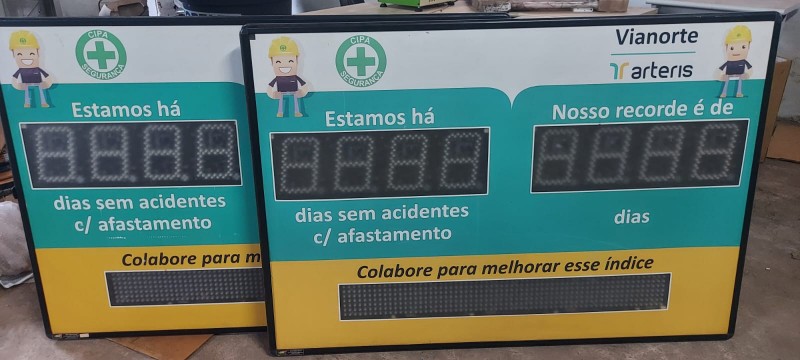 CIPA
SEGURANÇA
Estamos há
dias sem acidentes
c/ afastamento
Colabore para m
CIPA
SEGURANÇA
Vianorte
arteris
Estamos há
Nosso recorde é de
dias sem acidentes
c/ afastamento
dias
Colabore para melhorar esse índice